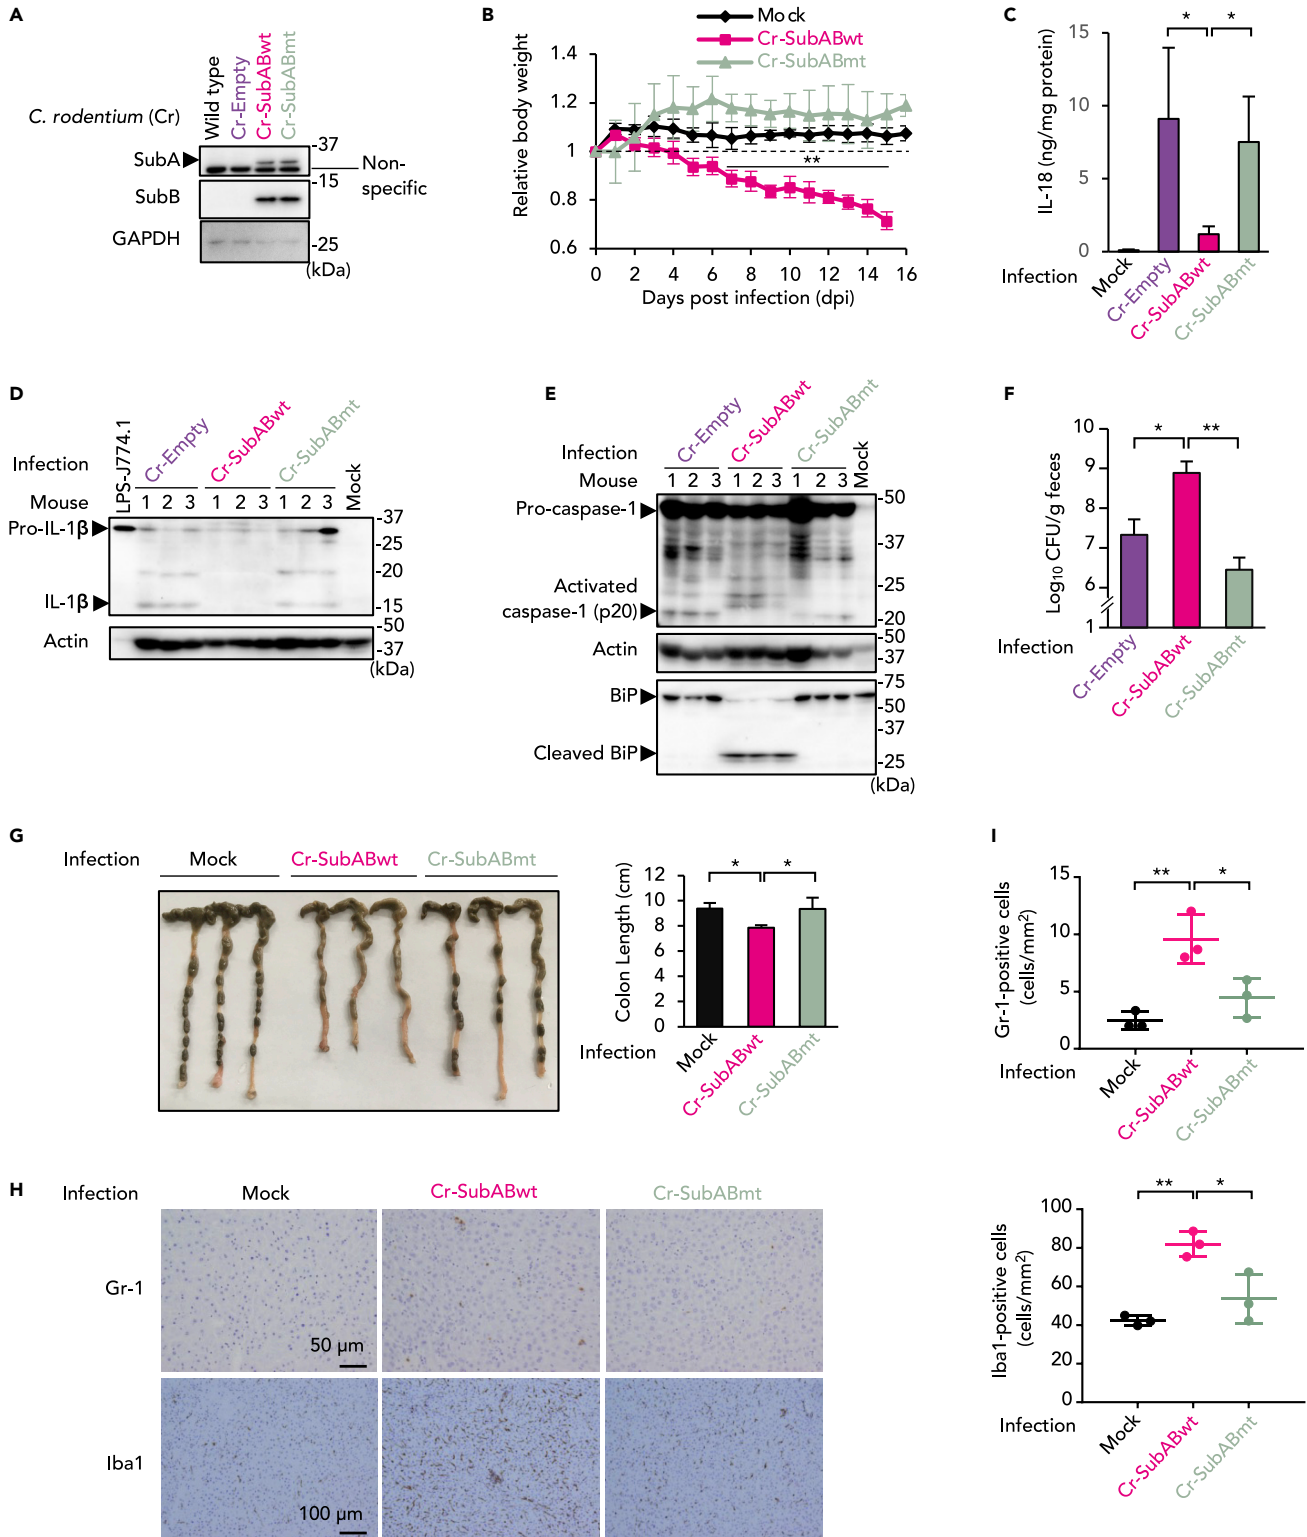 A
C. rodentium (Cr)
Wild type
Cr-Empty
Cr-SubABwt
Cr-SubABmt
SubA
-37
Non-
specific
-15
SubB
GAPDH
-25
(kDa)
B
Mock
Cr-SubABwt
Cr-SubABmt
Relative body weight
1.4
1.2
1
0.8
0.6
**
0 2 4 6 8 10 12 14 16
Days post infection (dpi)
C
IL-18 (ng/mg protein)
15
10
5
0
* *
Infection
Mock
Cr-Empty
Cr-SubABwt
Cr-SubABmt
D
Infection
LPS-J774.1
Cr-Empty
Cr-SubABwt
Cr-SubABmt
Mock
Mouse 1 2 3 1 2 3 1 2 3
Pro-IL-1β
-37
-25
-20
IL-1β
-15
Actin
-50
-37
(kDa)
E
Infection
Cr-Empty
Cr-SubABwt
Cr-SubABmt
Mock
Mouse 1 2 3 1 2 3 1 2 3
Pro-caspase-1
-50
-37
-25
Activated
caspase-1 (p20)
-20
Actin
-50
-37
BiP
-75
-50
-37
Cleaved BiP
-25
(kDa)
F
Log10 CFU/g feces
10
9
8
7
6
1
* **
Infection
Cr-Empty
Cr-SubABwt
Cr-SubABmt
G
Infection Mock Cr-SubABwt Cr-SubABmt
Colon Length (cm)
12
10
8
6
4
2
0
* *
Infection
Mock
Cr-SubABwt
Cr-SubABmt
H
Infection Mock Cr-SubABwt Cr-SubABmt
Gr-1
50 μm
Iba1
100 μm
I
Gr-1-positive cells
(cells/mm2)
15
10
5
0
** *
Infection
Mock
Cr-SubABwt
Cr-SubABmt
Iba1-positive cells
(cells/mm2)
100
80
60
40
20
0
** *
Infection
Mock
Cr-SubABwt
Cr-SubABmt